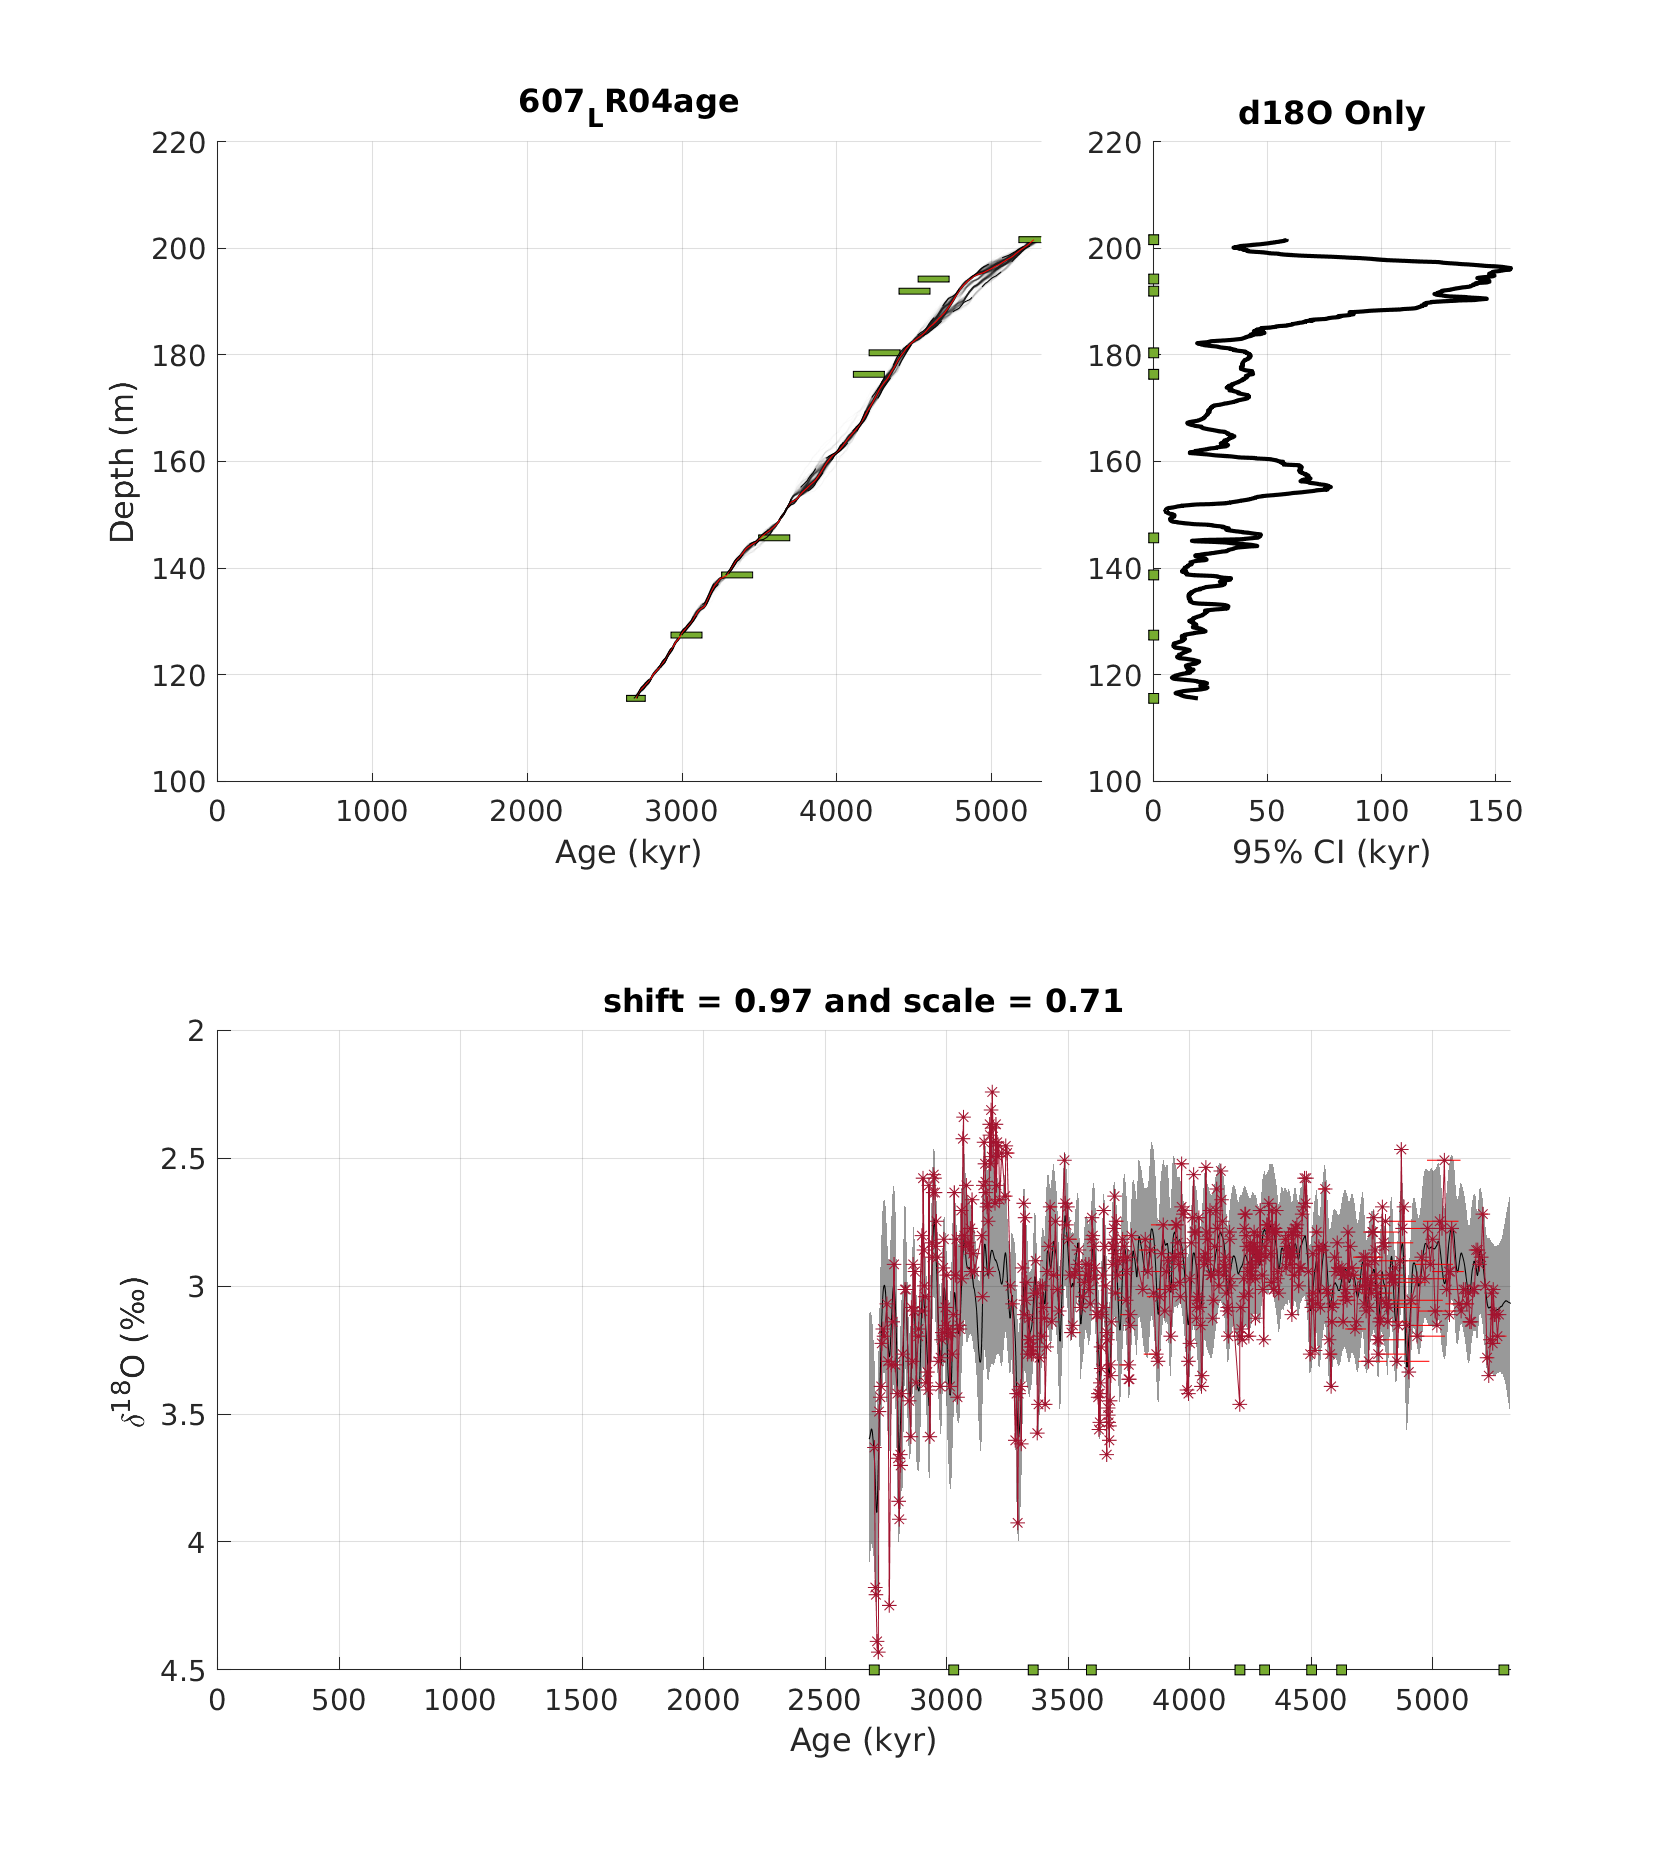 607LR04age
d18O Only
220
200
180
160
140
120
100
Depth (m)
0 1000 2000 3000 4000 5000
Age (kyr)
220
200
180
160
140
120
100
0 50 100 150
95% CI (kyr)
shift = 0.97 and scale = 0.71
2
2.5
3
3.5
4
4.5
δ18O (‰)
0 500 1000 1500 2000 2500 3000 3500 4000 4500 5000
Age (kyr)